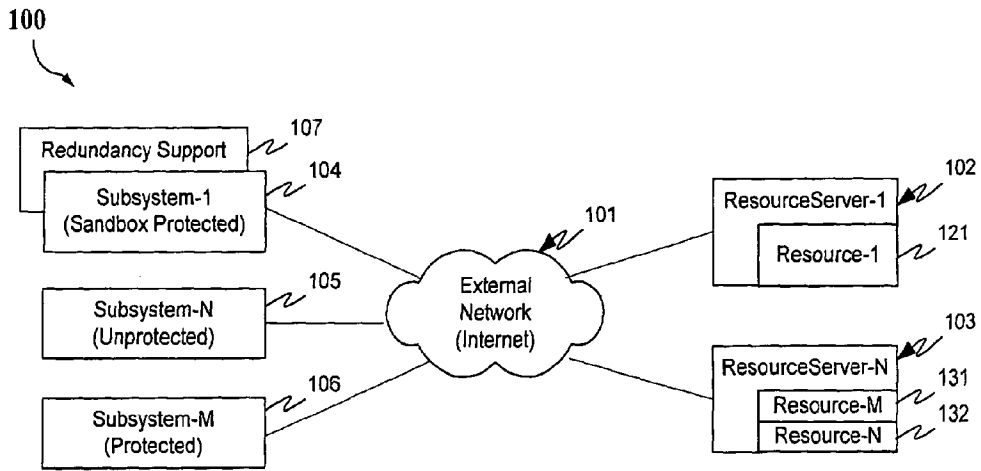 100
Redundancy Support
107
Subsystem-1
(Sandbox Protected)
104
Subsystem-N
(Unprotected)
105
Subsystem-M
(Protected)
106
External
Network
(Internet)
101
ResourceServer-1
102
Resource-1
121
ResourceServer-N
103
Resource-M
131
Resource-N
132